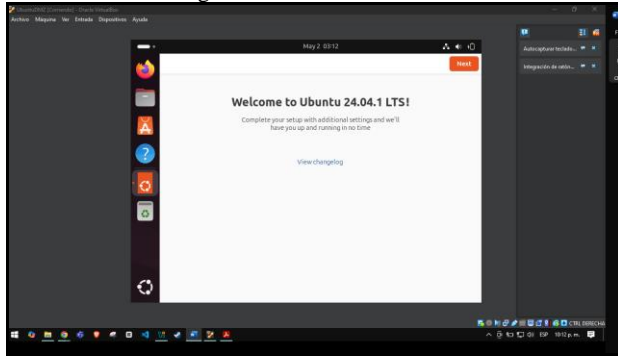 Ubuntu2402 [Corriendo] - Oracle VirtualBox
Archivo Máquina Ver Entrada Dispositivos Ayuda
May 2 03:12
Autocapturar teclado...
Next
Integración de ratón...
Welcome to Ubuntu 24.04.1 LTS!
Complete your setup with additional settings and we'll
have you up and running in no time
View changelog
CTRL DERECHA
ESP 10:12 p. m.